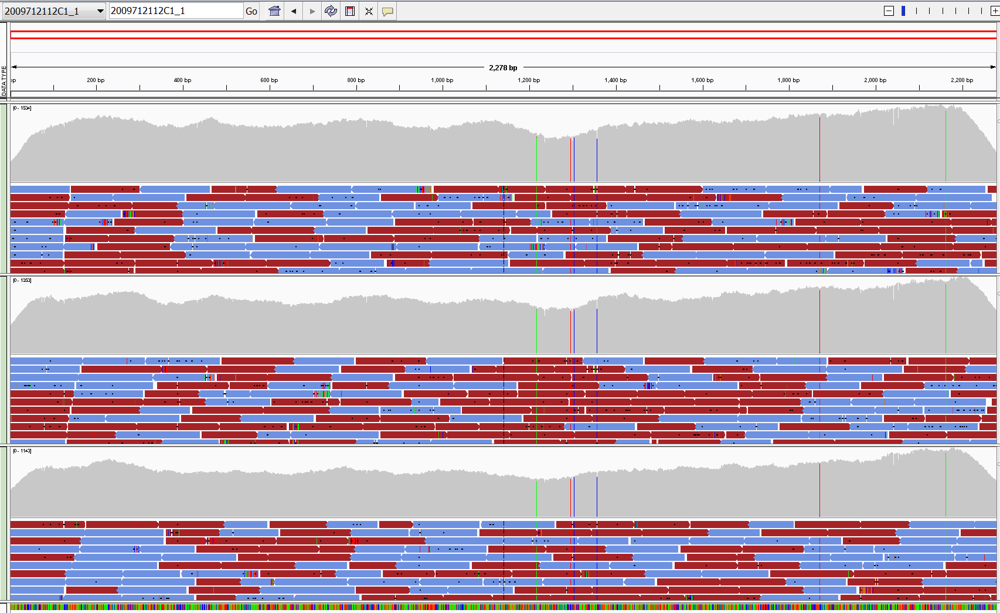 2009712112C1_1 2009712112C1_1 Go
2,278 bp
200 bp 400 bp 600 bp 800 bp 1,000 bp 1,200 bp 1,400 bp 1,600 bp 1,800 bp 2,000 bp 2,200 bp
DATA TYPE
[0 - 1504]
[0 - 1353]
[0 - 1143]